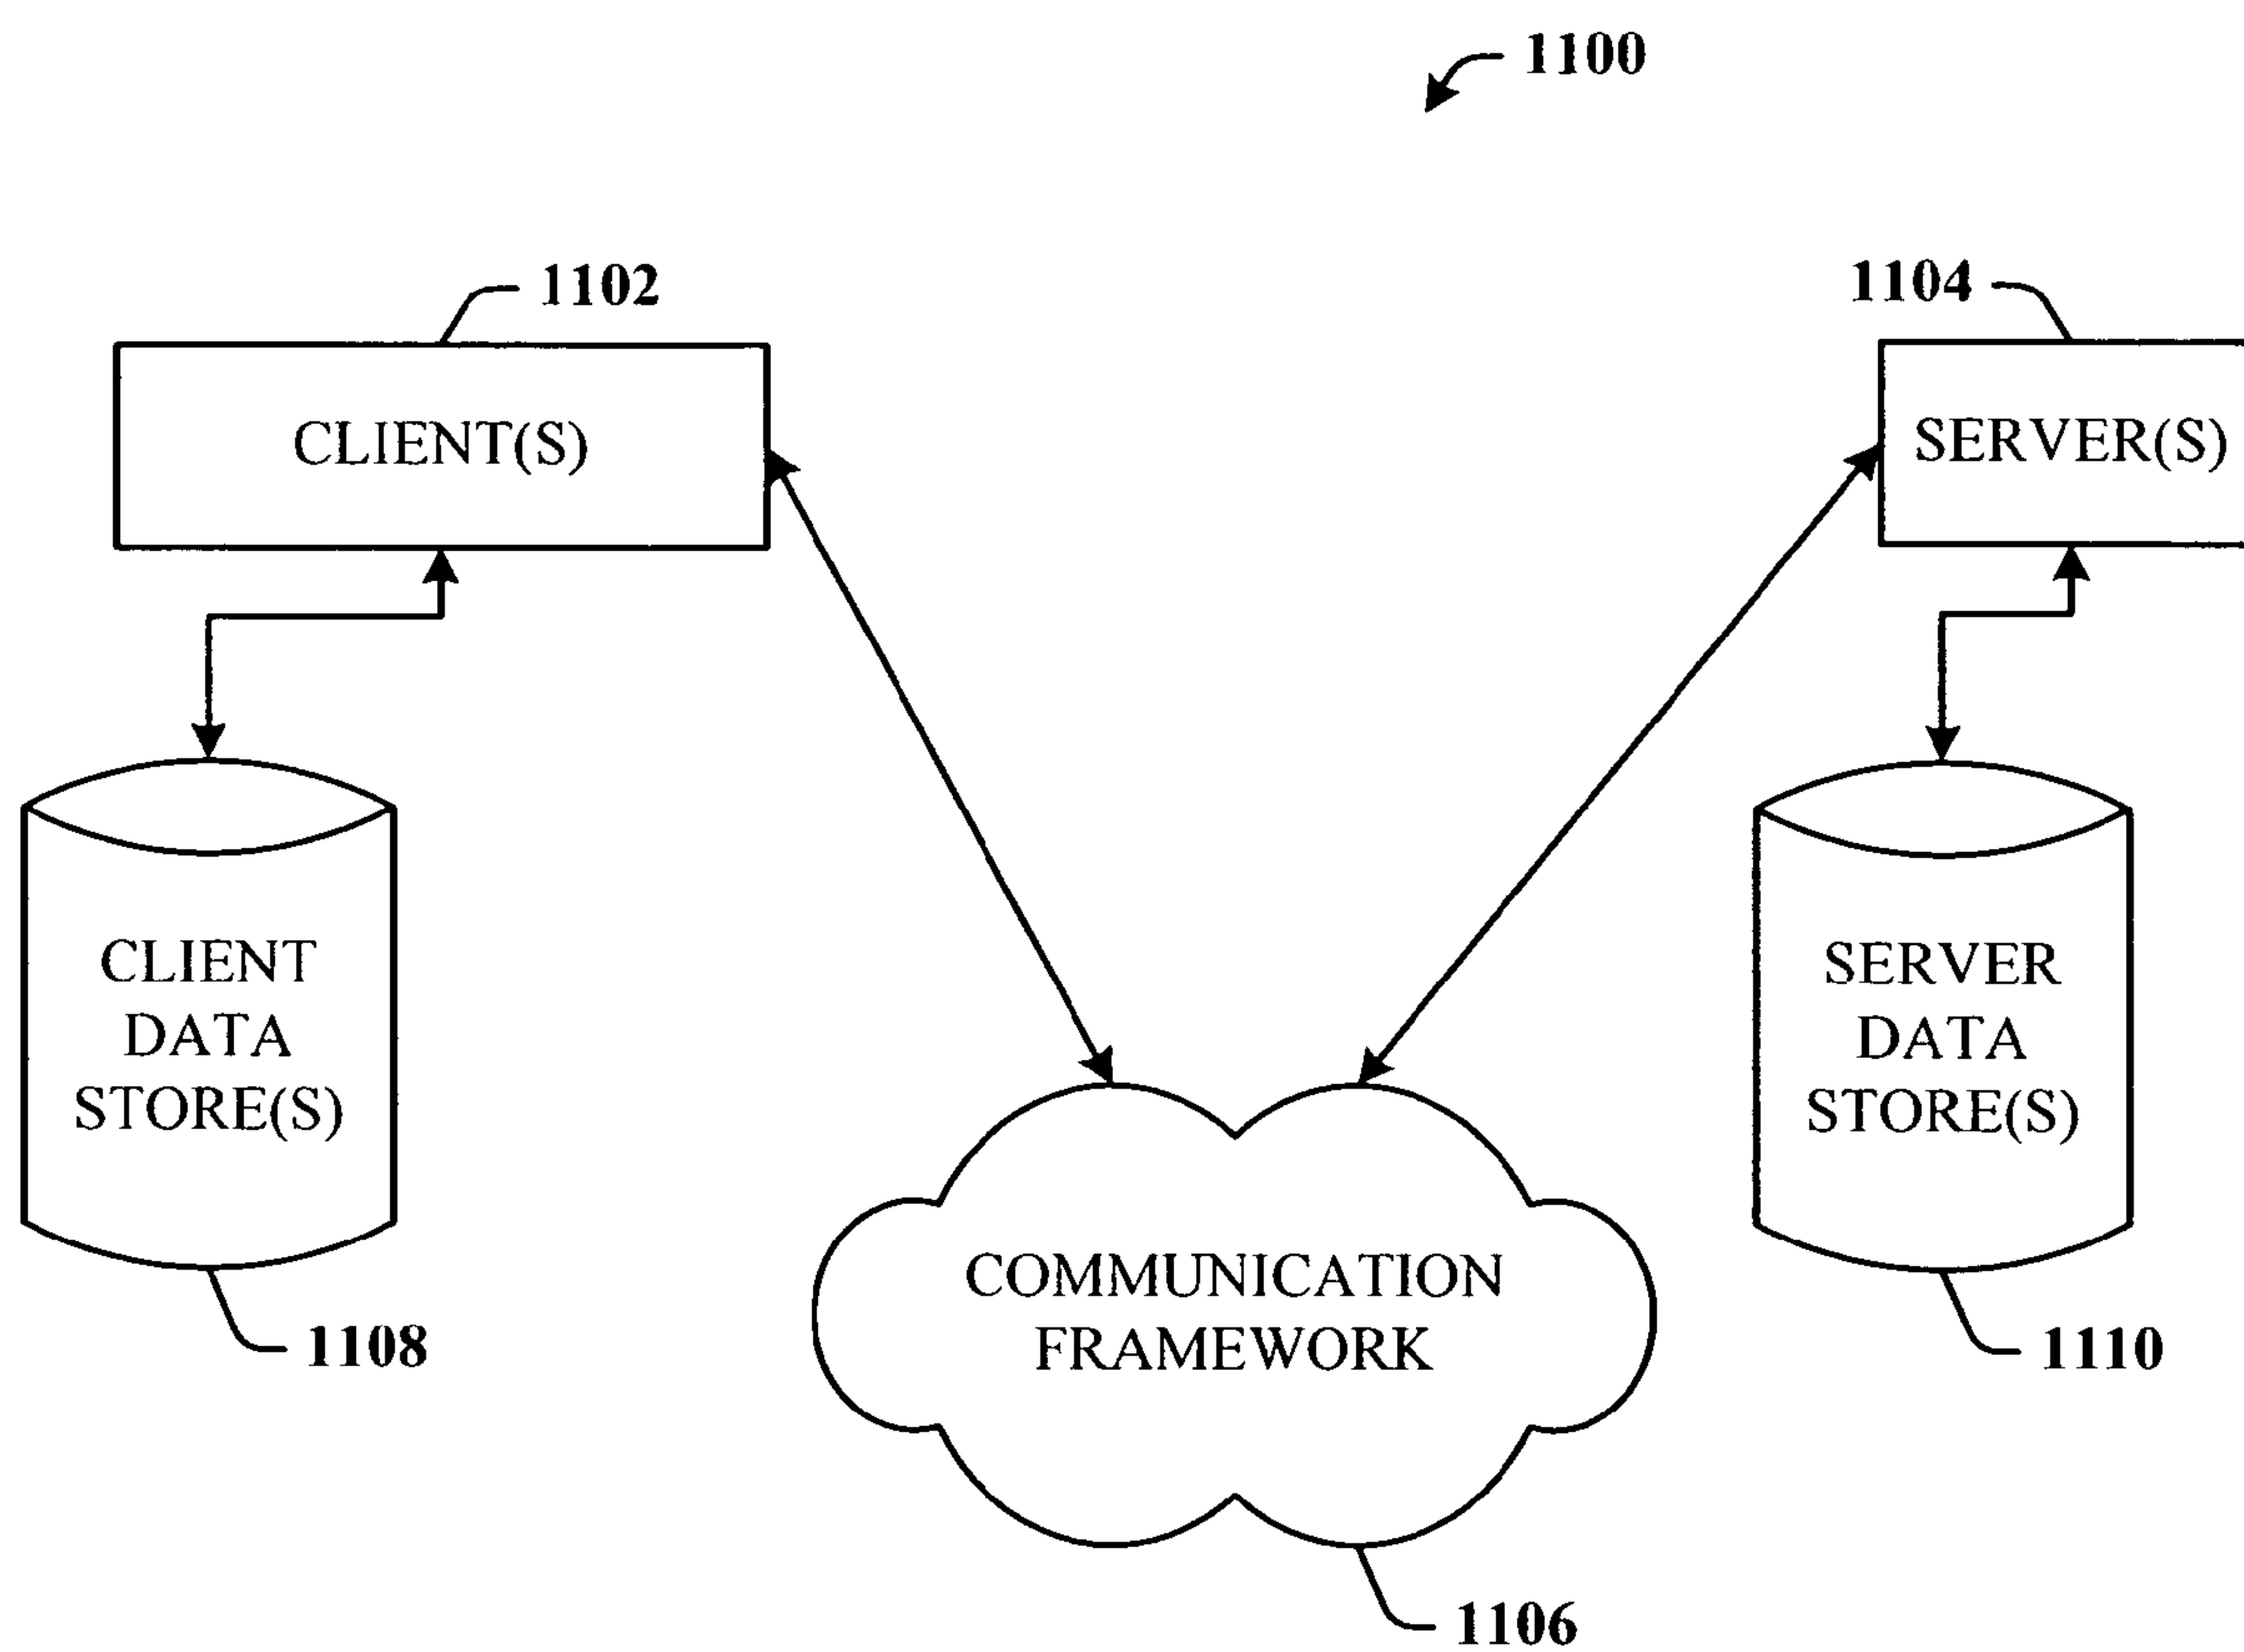 1100
1102
1104
CLIENT(S)
SERVER(S)
CLIENT
DATA
STORE(S)
SERVER
DATA
STORE(S)
COMMUNICATION
FRAMEWORK
1108
1110
1106